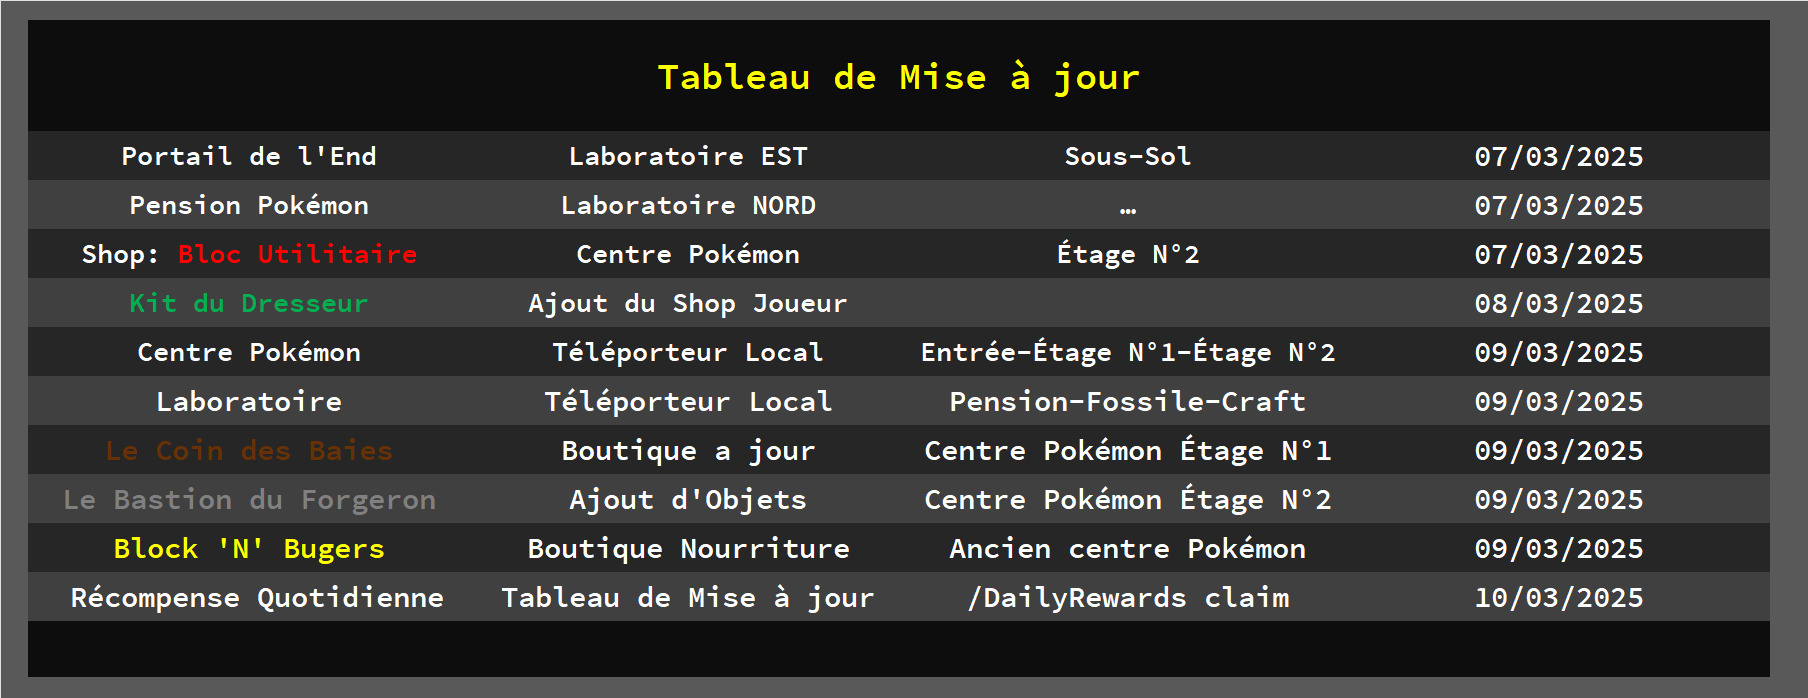 Tableau de Mise à jour
Portail de l'End Laboratoire EST Sous-Sol 07/03/2025
Pension Pokémon Laboratoire NORD … 07/03/2025
Shop: Bloc Utilitaire Centre Pokémon Étage N°2 07/03/2025
Kit du Dresseur Ajout du Shop Joueur 08/03/2025
Centre Pokémon Téléporteur Local Entrée-Étage N°1-Étage N°2 09/03/2025
Laboratoire Téléporteur Local Pension-Fossile-Craft 09/03/2025
Le Coin des Baies Boutique a jour Centre Pokémon Étage N°1 09/03/2025
Le Bastion du Forgeron Ajout d'Objets Centre Pokémon Étage N°2 09/03/2025
Block 'N' Bugers Boutique Nourriture Ancien centre Pokémon 09/03/2025
Récompense Quotidienne Tableau de Mise à jour /DailyRewards claim 10/03/2025